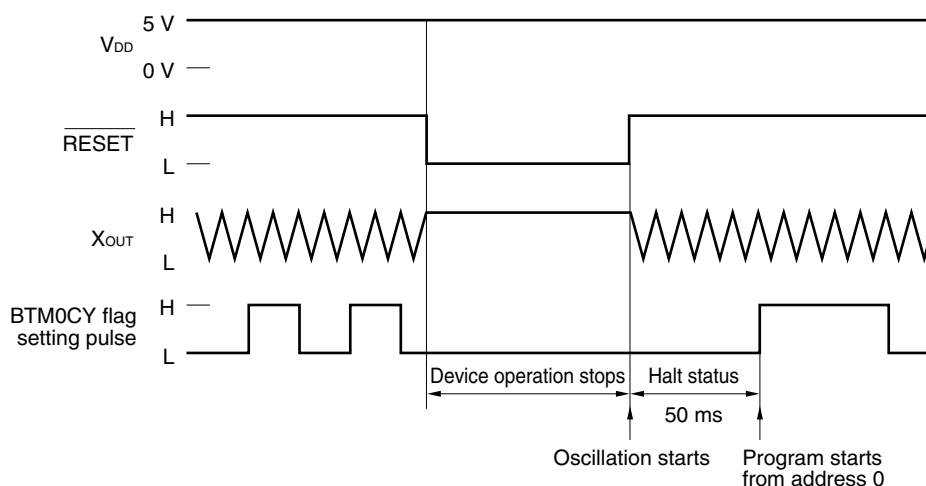 5 V
VDD
0 V
H
RESET
L
H
XOUT
L
H
BTM0CY flag
setting pulse
L
Device operation stops
Halt status
50 ms
Oscillation starts
Program starts
from address 0